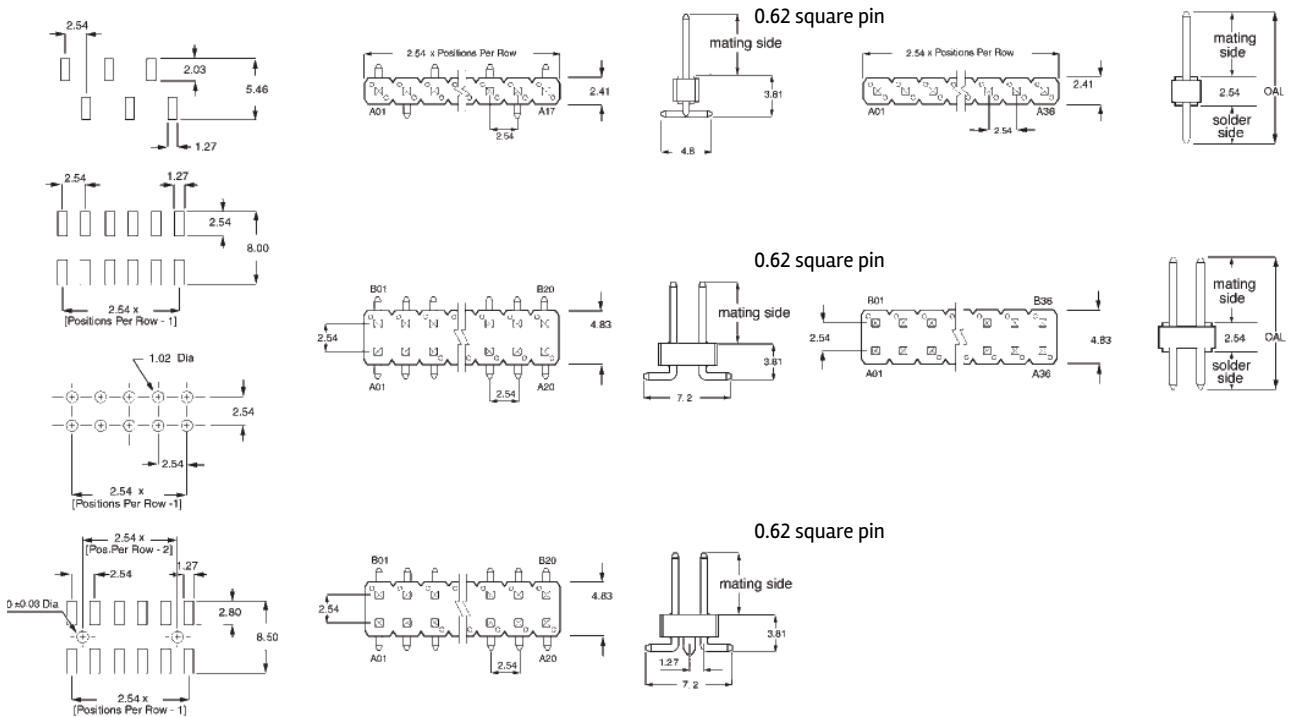 0.62 square pin
2.54
2.03
5.46
1.27
2.54 x Positions Per Row
A01
A17
2.41
2.54
mating side
3.81
4.8
2.54 x Positions Per Row
A01
A36
2.41
2.54
mating
side
2.54
OAL
solder
side
2.54
1.27
2.54
8.00
2.54 x
[Positions Per Row - 1]
0.62 square pin
B01
B20
2.54
4.83
A01
A20
2.54
mating side
3.81
7.2
B01
B36
2.54
4.83
A01
A36
mating
side
2.54
OAL
solder
side
1.02 Dia
2.54
2.54
2.54 x
[Positions Per Row -1]
0.62 square pin
2.54 x
[Pos.Per Row - 2]
2.54
1.27
0 ±0.03 Dia
2.80
8.50
2.54 x
[Positions Per Row - 1]
B01
B20
2.54
4.83
A01
A20
2.54
mating side
3.81
1.27
7.2